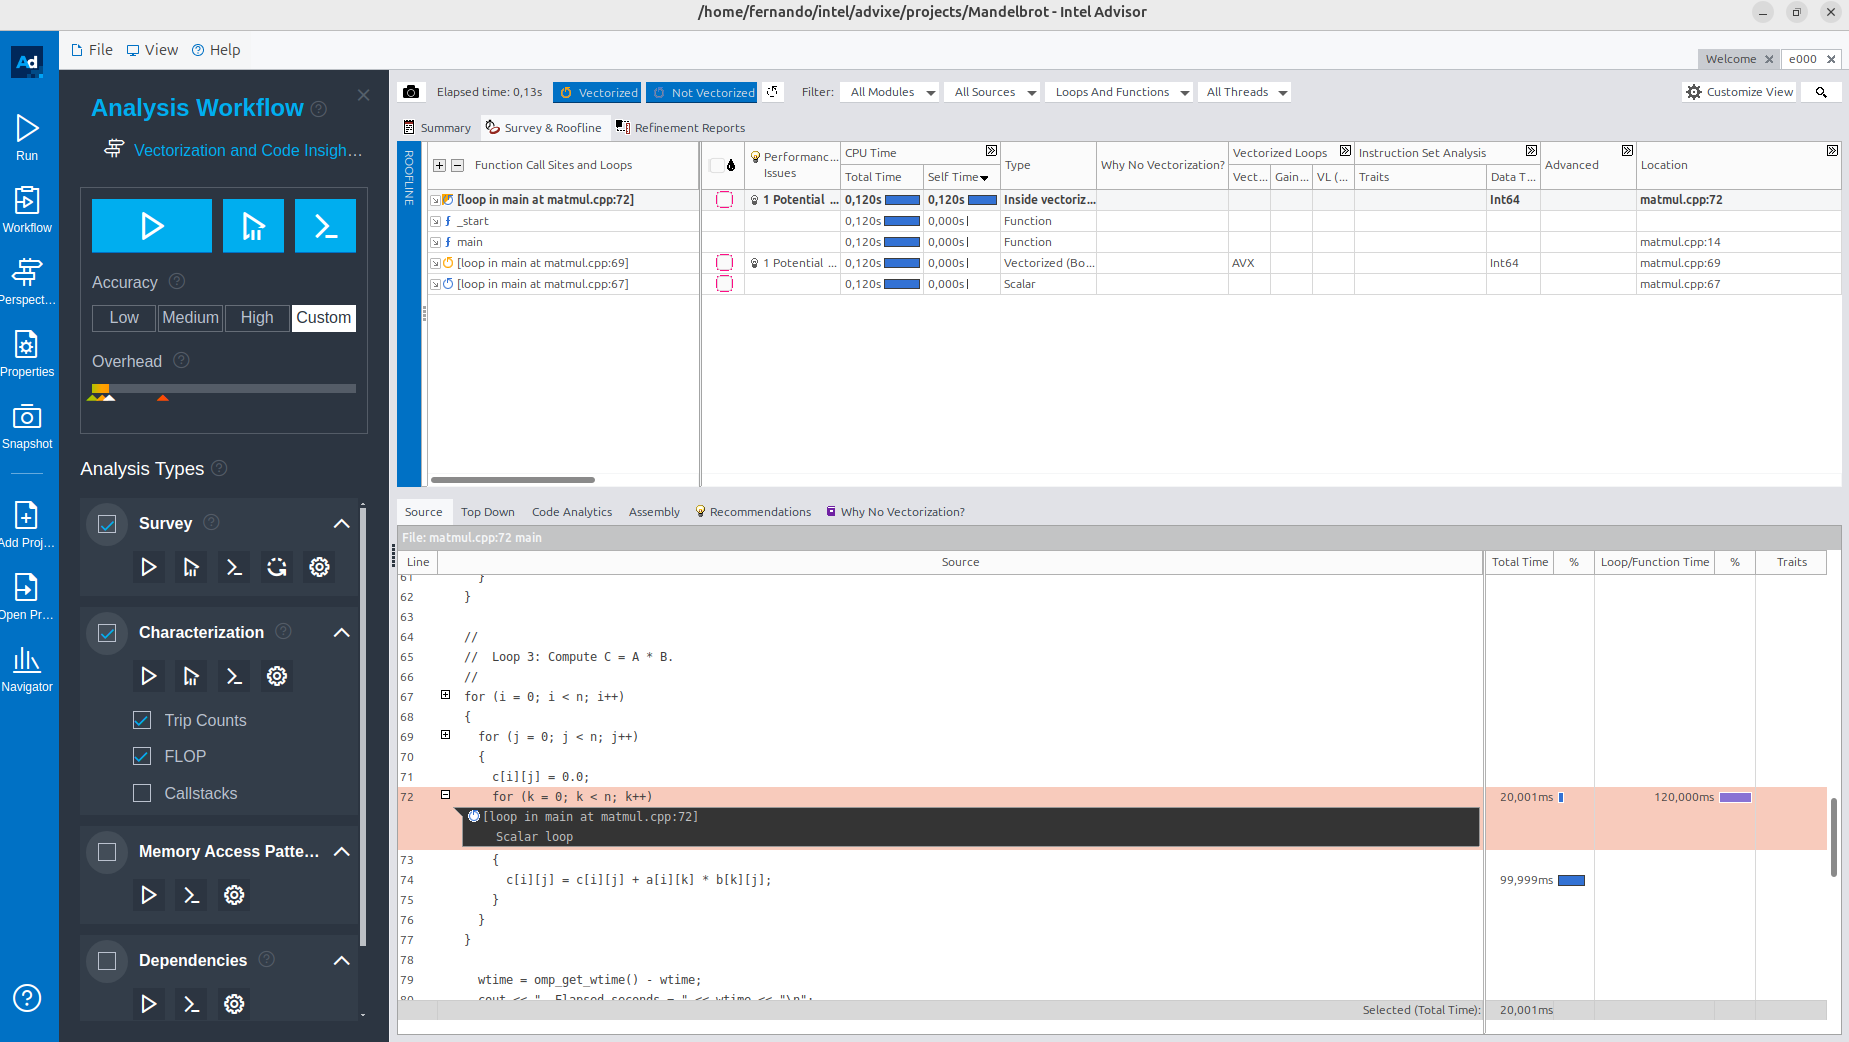 /home/fernando/intel/advixe/projects/Mandelbrot - Intel Advisor
File View Help
Welcome e000
Ad
Run
Workflow
Perspect...
Properties
Snapshot
Add Proj...
Open Pr...
Navigator
Analysis Workflow
Vectorization and Code Insigh...
Accuracy
Low Medium High Custom
Overhead
Analysis Types
Survey
Characterization
Trip Counts
FLOP
Callstacks
Memory Access Patte...
Dependencies
Elapsed time: 0,13s Vectorized Not Vectorized Filter: All Modules All Sources Loops And Functions All Threads Customize View
Summary Survey & Roofline Refinement Reports
ROOFLINE
Function Call Sites and Loops Performanc... Issues CPU Time Type Why No Vectorization? Vectorized Loops Instruction Set Analysis Advanced Location
Total Time Self Time Vect... Gain... VL (... Traits Data T...
[loop in main at matmul.cpp:72] 1 Potential ... 0,120s 0,120s Inside vectoriz... Int64 matmul.cpp:72
_start 0,120s 0,000s Function
main 0,120s 0,000s Function matmul.cpp:14
[loop in main at matmul.cpp:69] 1 Potential ... 0,120s 0,000s Vectorized (Bo... AVX Int64 matmul.cpp:69
[loop in main at matmul.cpp:67] 0,120s 0,000s Scalar matmul.cpp:67
Source Top Down Code Analytics Assembly Recommendations Why No Vectorization?
File: matmul.cpp:72 main
Line Source Total Time % Loop/Function Time % Traits
61 }
62 }
63
64 //
65 // Loop 3: Compute C = A * B.
66 //
67 for (i = 0; i < n; i++)
68 {
69 for (j = 0; j < n; j++)
70 {
71 c[i][j] = 0.0;
72 for (k = 0; k < n; k++) 20,001ms 120,000ms
[loop in main at matmul.cpp:72]
Scalar loop
73 {
74 c[i][j] = c[i][j] + a[i][k] * b[k][j]; 99,999ms
75 }
76 }
77 }
78
79 wtime = omp_get_wtime() - wtime;
80 cout << " Elapsed seconds = " << wtime << "\n";
Selected (Total Time): 20,001ms